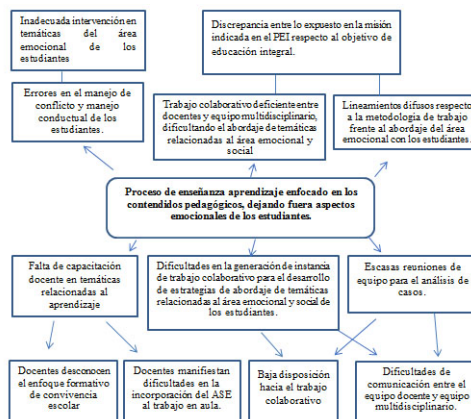 Inadecuada intervención en
temáticas del área
emocional de los
estudiantes
Discrepancia entre lo expuesto en la misión
indicada en el PEI respecto al objetivo de
educación integral.
Errores en el manejo de
conflicto y manejo
conductual de los
estudiantes.
Trabajo colaborativo deficiente entre
docentes y equipo multidisciplinario,
dificultando el abordaje de temáticas
relacionadas al área emocional y
social
Lineamientos difusos respecto
a la metodologia de trabajo
frente al abordaje del área
emocional con los estudiantes.
Proceso de enseñanza aprendizaje enfocado en los
contendidos pedagógicos, dejando fuera aspectos
emocionales de los estudiantes.
Falta de capacitación
docente en temáticas
relacionadas al
aprendizaje
Dificultades en la generación de instancia
de trabajo colaborativo para el desarrollo
de estrategias de abordaje de temáticas
relacionadas al área emocional y social de
los estudiantes.
Escasas reuniones de
equipo para el análisis de
casos.
Docentes desconocen
el enfoque formativo
de convivencia
escolar
Docentes manifiestan
dificultades en la
incorporación del ASE
al trabajo en aula.
Baja disposición
hacia el trabajo
colaborativo
Dificultades de
comunicación entre el
equipo docente y equipo
multidisciplinario.